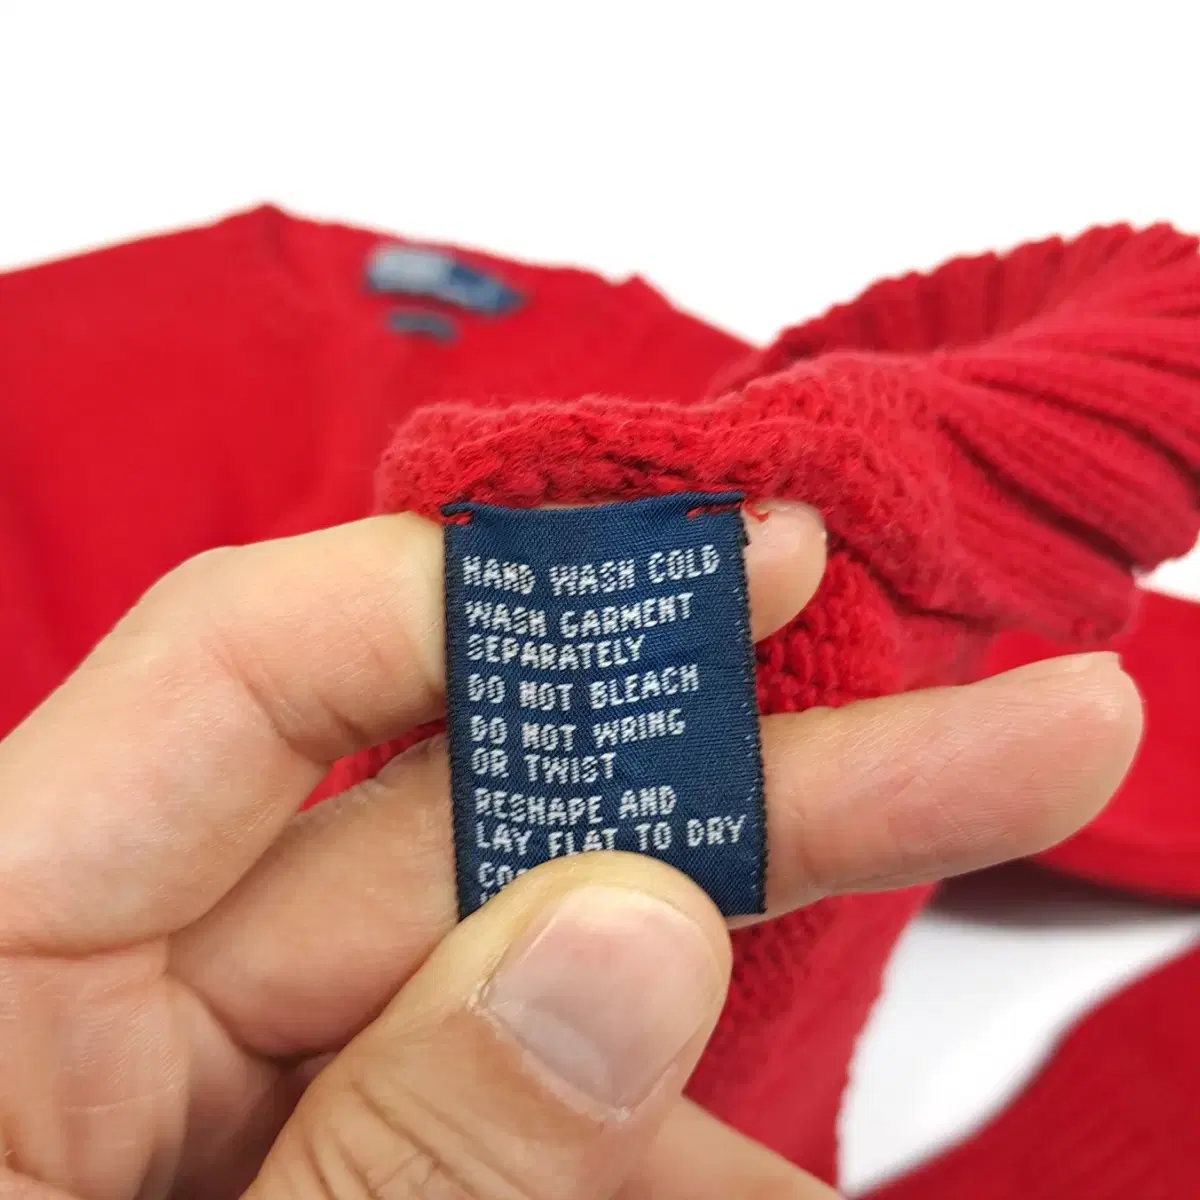 HAND WASH COLD
WASH GARMENT
SEPARATELY
DO NOT BLEACH
DO NOT WRING
OR TWIST
RESHAPE AND
LAY FLAT TO DRY